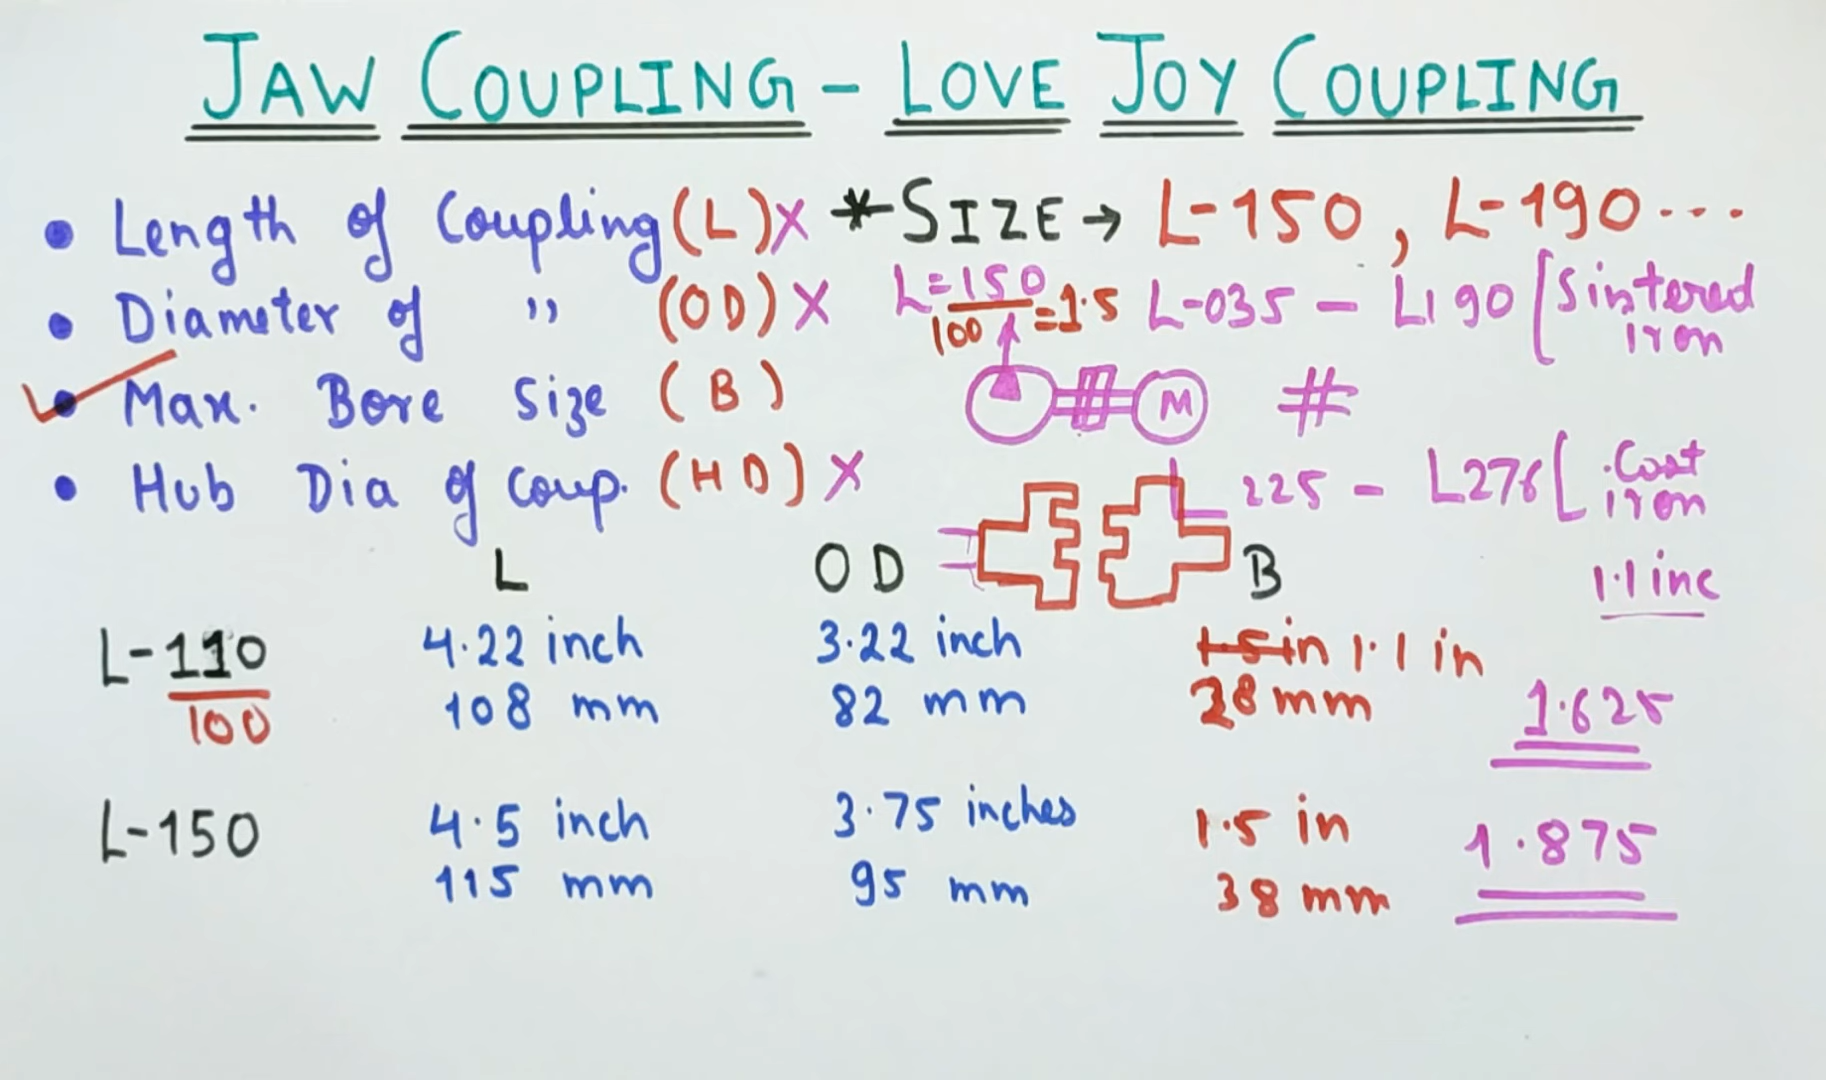 JAW COUPLING – LOVE JOY COUPLING
• Length of Coupling (L) X
• Diameter of " (OD) X
• Max. Bore Size (B)
• Hub Dia of Coup. (HD) X
* SIZE → L-150, L-190...
L=150/100 =1.5
L-035 – L190 [Sintered
iron
M
#
L 225 – L276 [Cast
iron
1.1 inc
L OD B
L-110/100 4.22 inch 3.22 inch 1.5 in 1.1 in
108 mm 82 mm 28 mm
1.625
L-150 4.5 inch 3.75 inches 1.5 in
115 mm 95 mm 38 mm
1.875